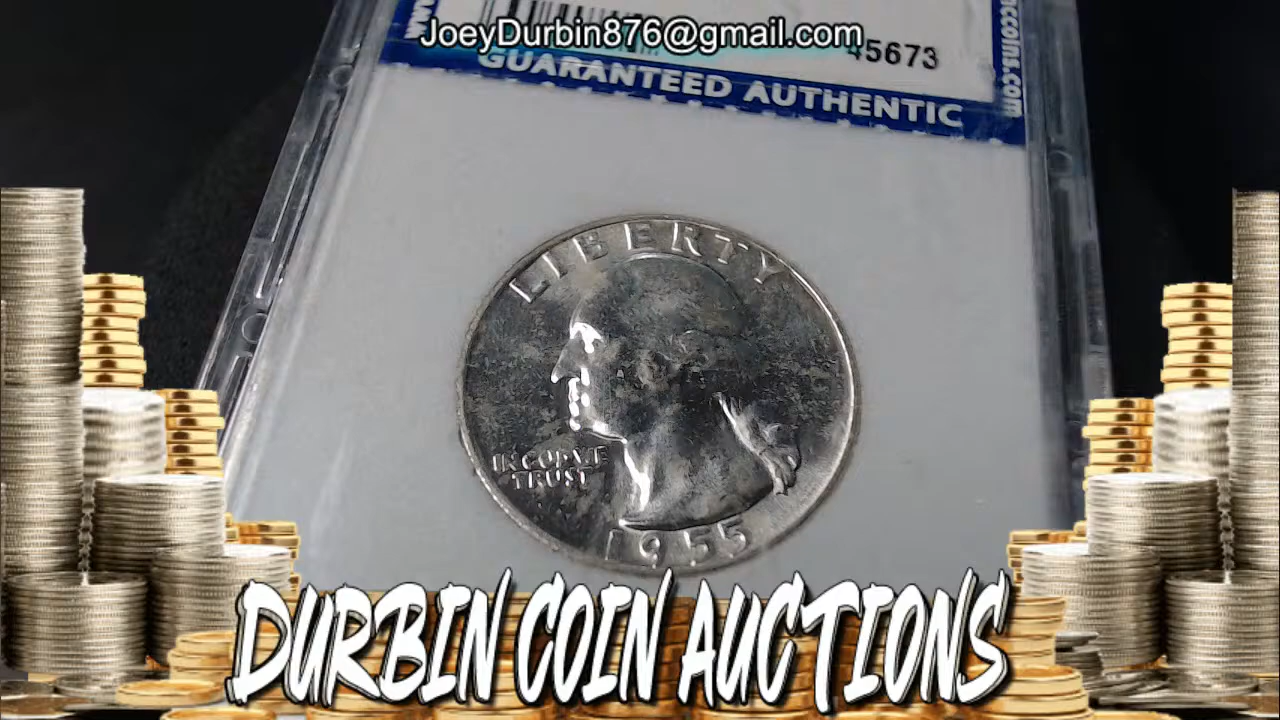 JoeyDurbin876@gmail.com
45673
GUARANTEED AUTHENTIC
LIBERTY
IN GOD WE
TRUST
1955
DURBIN COIN AUCTIONS